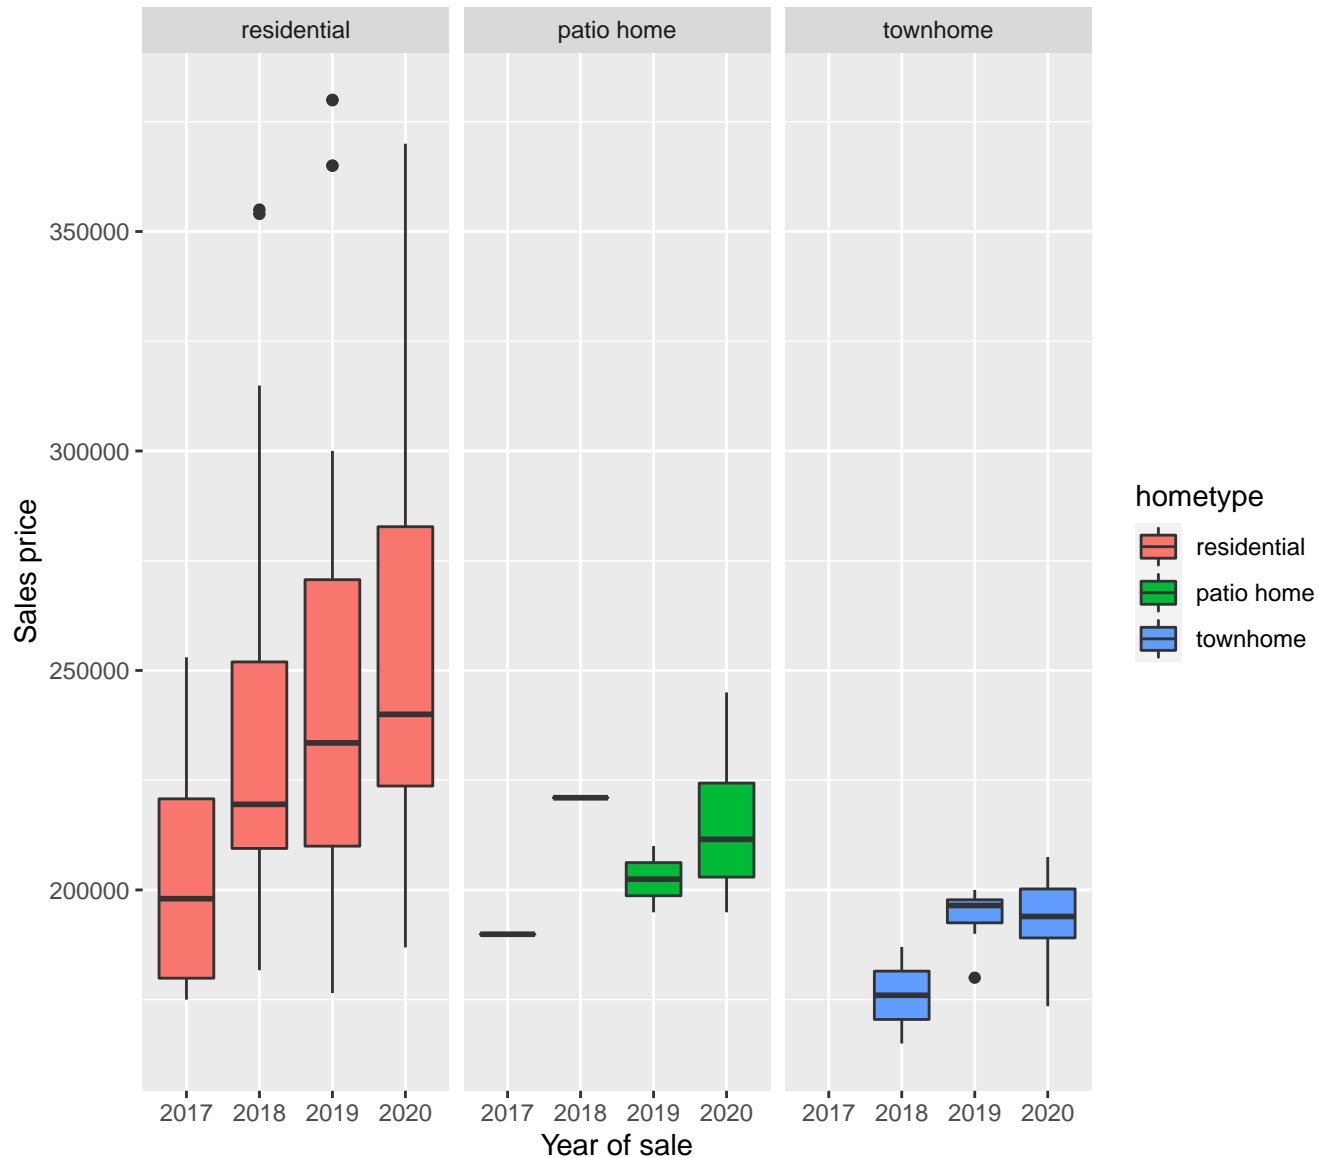 residential patio home townhome
350000
300000
250000
200000
Sales price
2017 2018 2019 2020 2017 2018 2019 2020 2017 2018 2019 2020
Year of sale
hometype
residential
patio home
townhome